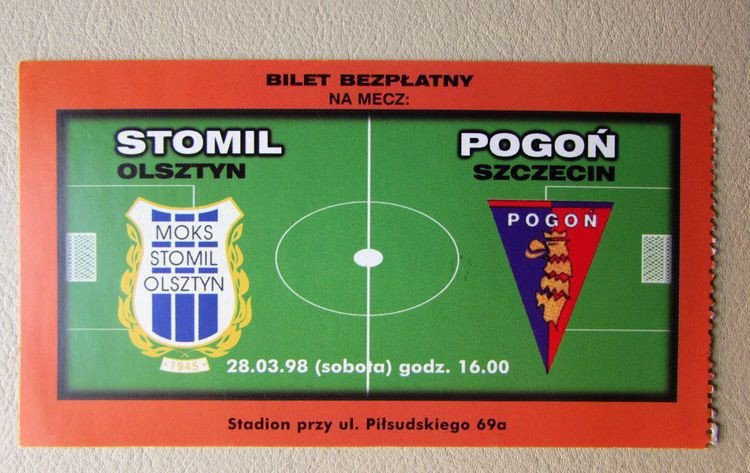 BILET BEZPŁATNY
NA MECZ:
STOMIL
OLSZTYN
POGOŃ
SZCZECIN
MOKS
STOMIL
OLSZTYN
1945
POGOŃ
28.03.98 (sobota) godz. 16.00
Stadion przy ul. Piłsudskiego 69a